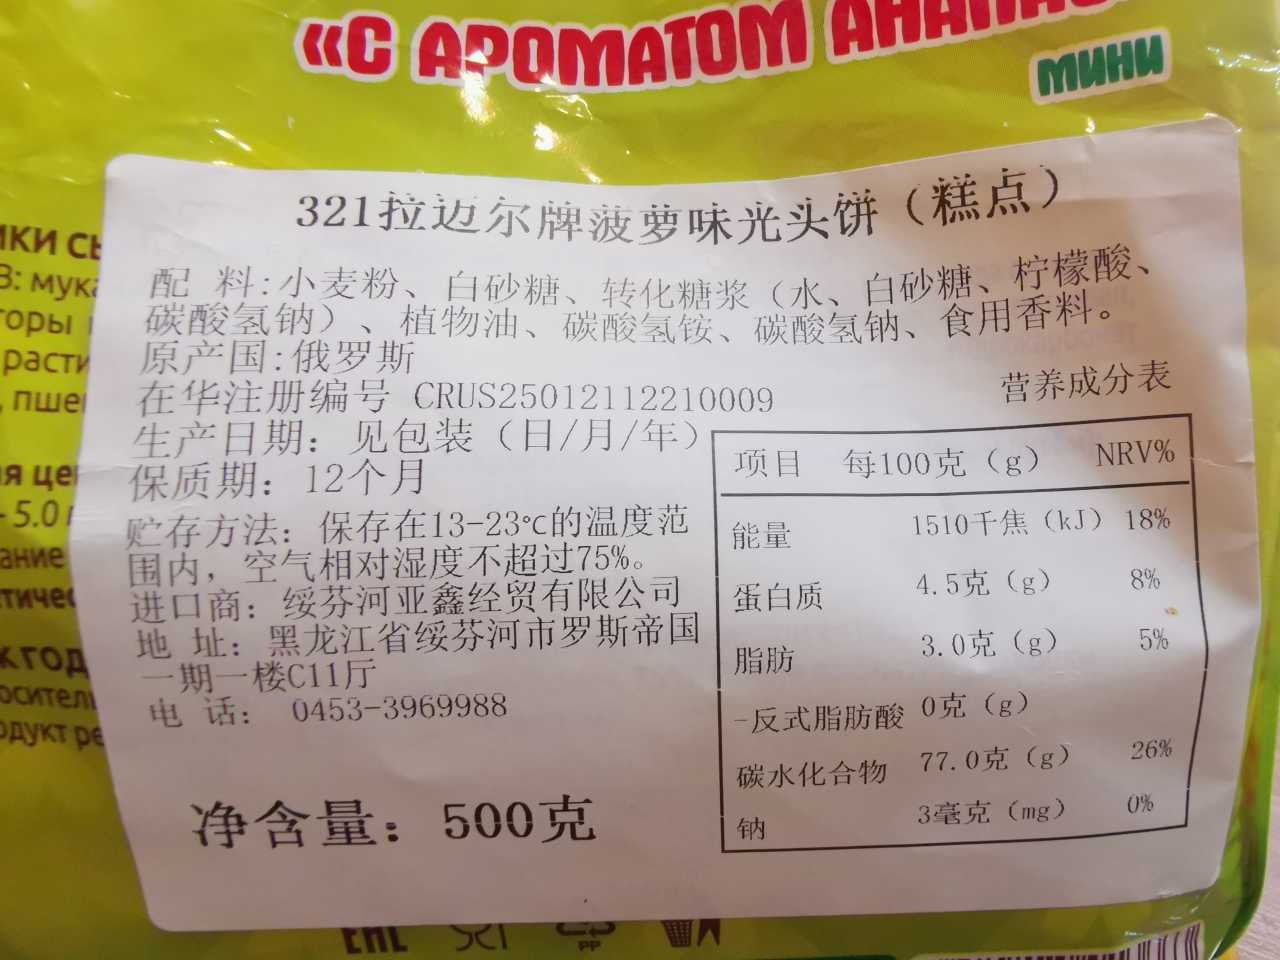 «С АРОМАТОМ
МИНИ
321拉迈尔牌菠萝味光头饼（糕点）
配 料:小麦粉、白砂糖、转化糖浆（水、白砂糖、柠檬酸、
碳酸氢钠）、植物油、碳酸氢铵、碳酸氢钠、食用香料。
原产国:俄罗斯
在华注册编号 CRUS25012112210009
生产日期：见包装（日/月/年）
保质期：12个月
贮存方法：保存在13-23℃的温度范
围内，空气相对湿度不超过75%。
进口商：绥芬河亚鑫经贸有限公司
地 址：黑龙江省绥芬河市罗斯帝国
一期一楼C11厅
电 话： 0453-3969988
净含量：500克
营养成分表
项目 每100克（g） NRV%
能量 1510千焦（kJ） 18%
蛋白质 4.5克（g） 8%
脂肪 3.0克（g） 5%
-反式脂肪酸 0克（g）
碳水化合物 77.0克（g） 26%
钠 3毫克（mg） 0%
PP